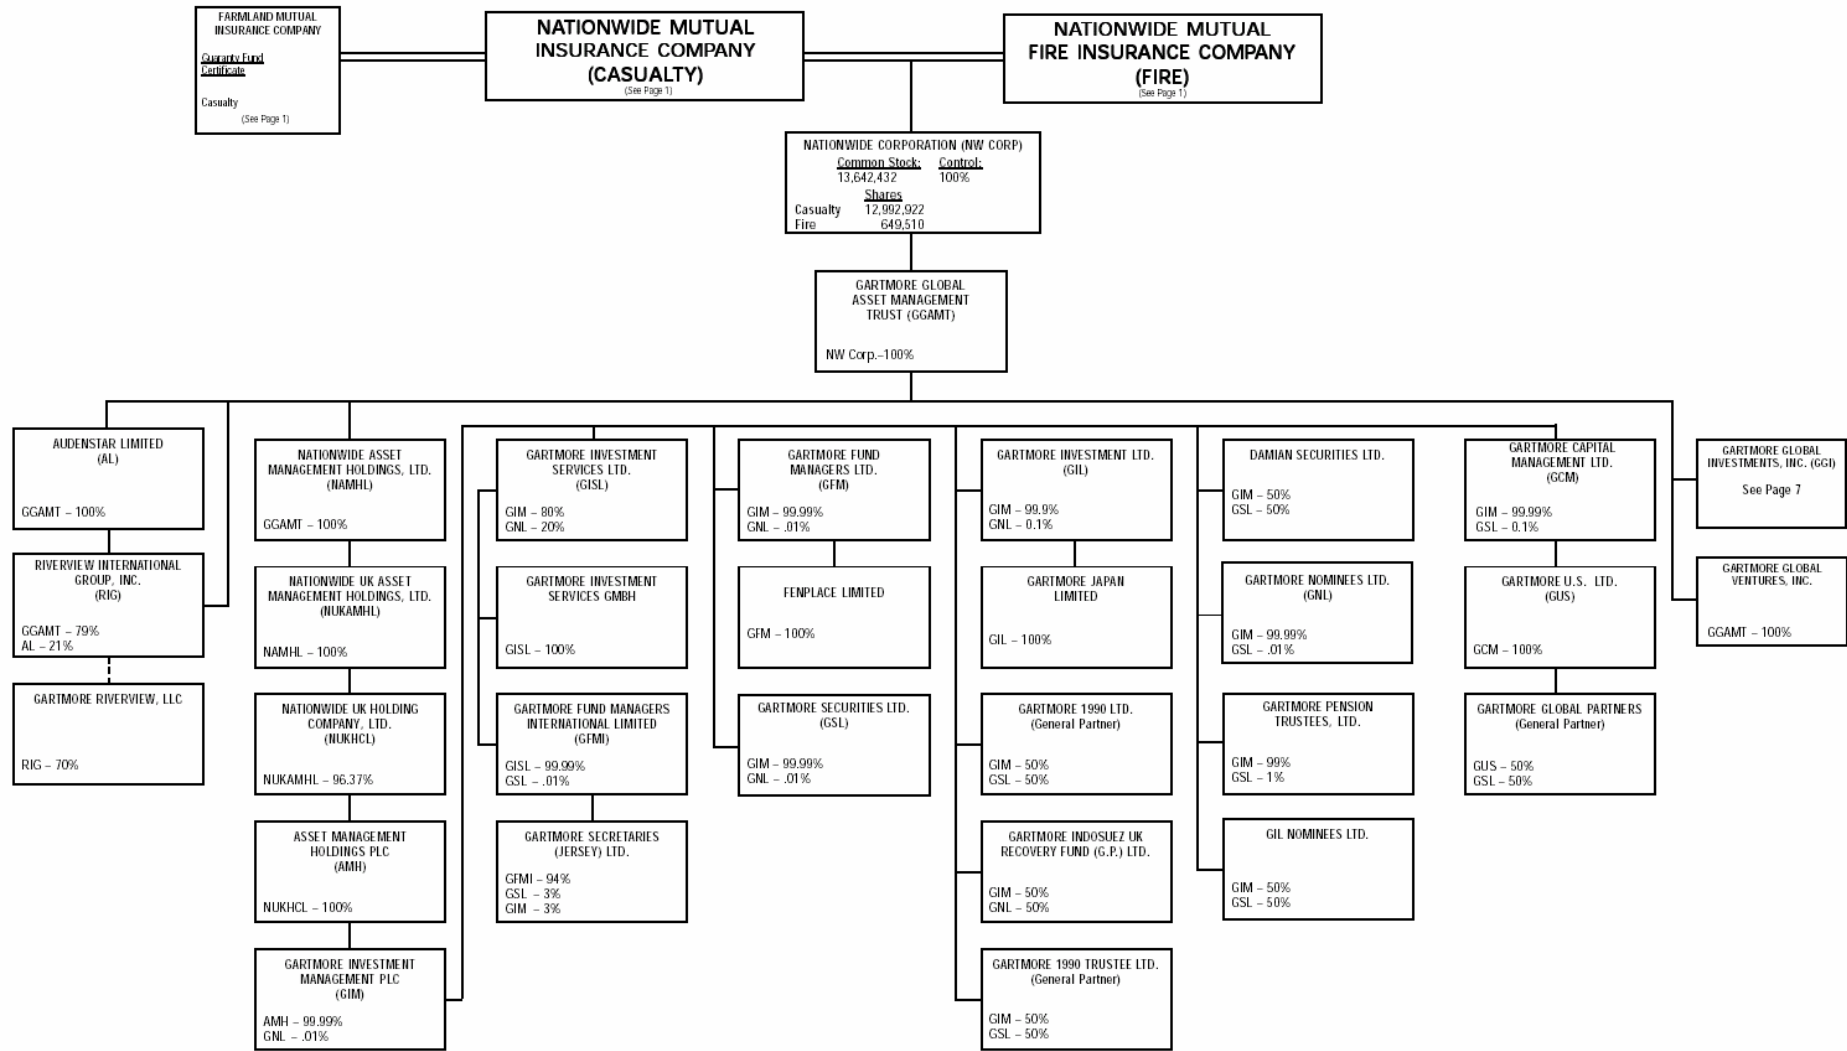 FARMLAND MUTUAL
INSURANCE COMPANY
Guaranty Fund
Certificate
Casualty
(See Page 1)
NATIONWIDE MUTUAL
INSURANCE COMPANY
(CASUALTY)
(See Page 1)
NATIONWIDE MUTUAL
FIRE INSURANCE COMPANY
(FIRE)
(See Page 1)
NATIONWIDE CORPORATION (NW CORP)
Common Stock: Control:
13,642,432 100%
Shares
Casualty 12,992,922
Fire 649,510
GARTMORE GLOBAL
ASSET MANAGEMENT
TRUST (GGAMT)
NW Corp.–100%
AUDENSTAR LIMITED
(AL)
GGAMT – 100%
RIVERVIEW INTERNATIONAL
GROUP, INC.
(RIG)
GGAMT – 79%
AL – 21%
GARTMORE RIVERVIEW, LLC
RIG – 70%
NATIONWIDE ASSET
MANAGEMENT HOLDINGS, LTD.
(NAMHL)
GGAMT – 100%
NATIONWIDE UK ASSET
MANAGEMENT HOLDINGS, LTD.
(NUKAMHL)
NAMHL – 100%
NATIONWIDE UK HOLDING
COMPANY, LTD.
(NUKHCL)
NUKAMHL – 96.37%
ASSET MANAGEMENT
HOLDINGS PLC
(AMH)
NUKHCL – 100%
GARTMORE INVESTMENT
MANAGEMENT PLC
(GIM)
AMH – 99.99%
GNL – .01%
GARTMORE INVESTMENT
SERVICES LTD.
(GISL)
GIM – 80%
GNL – 20%
GARTMORE INVESTMENT
SERVICES GMBH
GISL – 100%
GARTMORE FUND MANAGERS
INTERNATIONAL LIMITED
(GFMI)
GISL – 99.99%
GSL – .01%
GARTMORE SECRETARIES
(JERSEY) LTD.
GFMI – 94%
GSL – 3%
GIM – 3%
GARTMORE FUND
MANAGERS LTD.
(GFM)
GIM – 99.99%
GNL – .01%
FENPLACE LIMITED
GFM – 100%
GARTMORE SECURITIES LTD.
(GSL)
GIM – 99.99%
GNL – .01%
GARTMORE INVESTMENT LTD.
(GIL)
GIM – 99.9%
GNL – 0.1%
GARTMORE JAPAN
LIMITED
GIL – 100%
GARTMORE 1990 LTD.
(General Partner)
GIM – 50%
GSL – 50%
GARTMORE INDOSUEZ UK
RECOVERY FUND (G.P.) LTD.
GIM – 50%
GNL – 50%
GARTMORE 1990 TRUSTEE LTD.
(General Partner)
GIM – 50%
GSL – 50%
DAMIAN SECURITIES LTD.
GIM – 50%
GSL – 50%
GARTMORE NOMINEES LTD.
(GNL)
GIM – 99.99%
GSL – .01%
GARTMORE PENSION
TRUSTEES, LTD.
GIM – 99%
GSL – 1%
GIL NOMINEES LTD.
GIM – 50%
GSL – 50%
GARTMORE CAPITAL
MANAGEMENT LTD.
(GCM)
GIM – 99.99%
GSL – 0.1%
GARTMORE U.S. LTD.
(GUS)
GCM – 100%
GARTMORE GLOBAL PARTNERS
(General Partner)
GUS – 50%
GSL – 50%
GARTMORE GLOBAL
INVESTMENTS, INC. (GGI)
See Page 7
GARTMORE GLOBAL
VENTURES, INC.
GGAMT – 100%